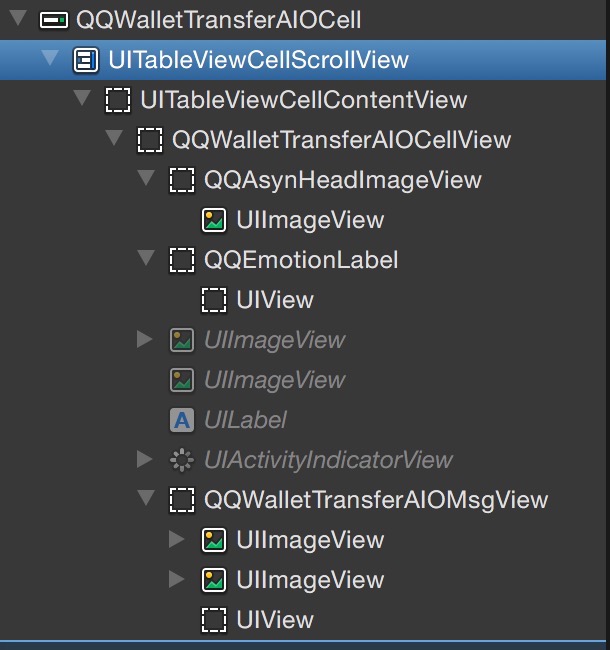 QQWalletTransferAIOCell
UITableViewCellScrollView
UITableViewCellContentView
QQWalletTransferAIOCellView
QQAsynHeadImageView
UIImageView
QQEmotionLabel
UIView
UIImageView
UIImageView
A UILabel
UIActivityIndicatorView
QQWalletTransferAIOMsgView
UIImageView
UIImageView
UIView